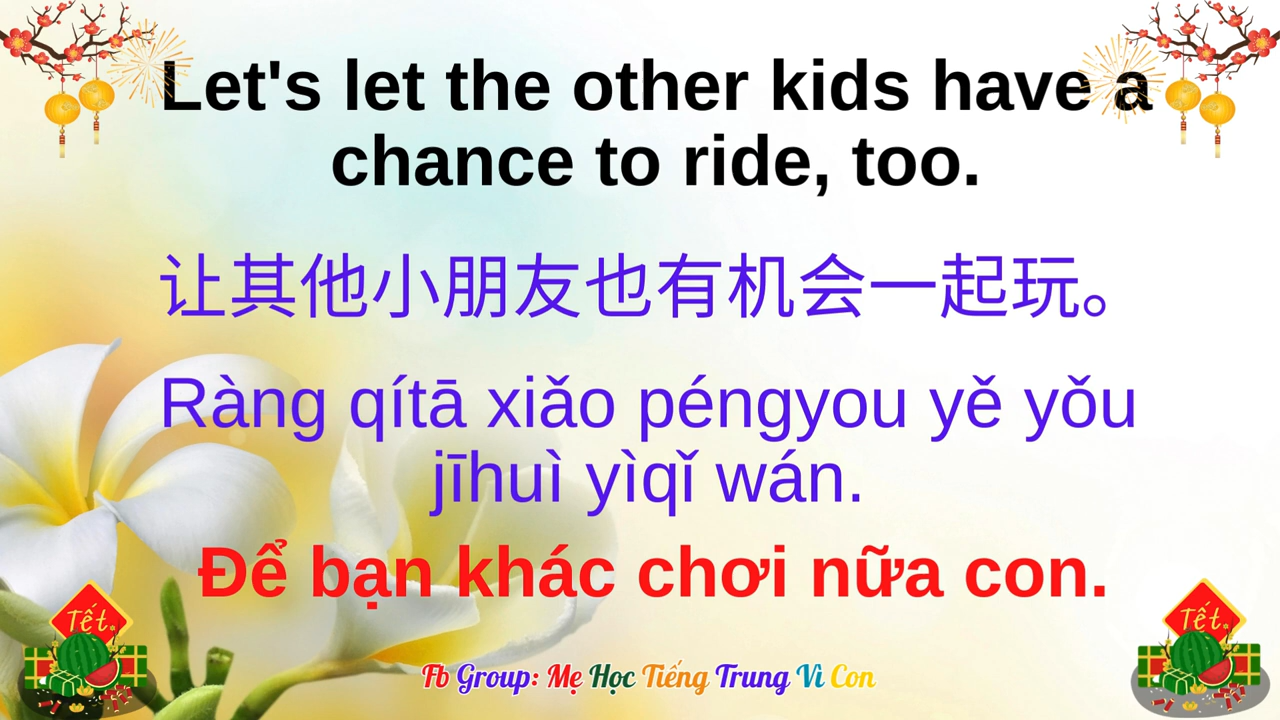 Let's let the other kids have a
chance to ride, too.
让其他小朋友也有机会一起玩。
Ràng qítā xiǎo péngyou yě yǒu
jīhuì yìqǐ wán.
Để bạn khác chơi nữa con.
Tết
Tết
Fb Group: Mẹ Học Tiếng Trung Vì Con